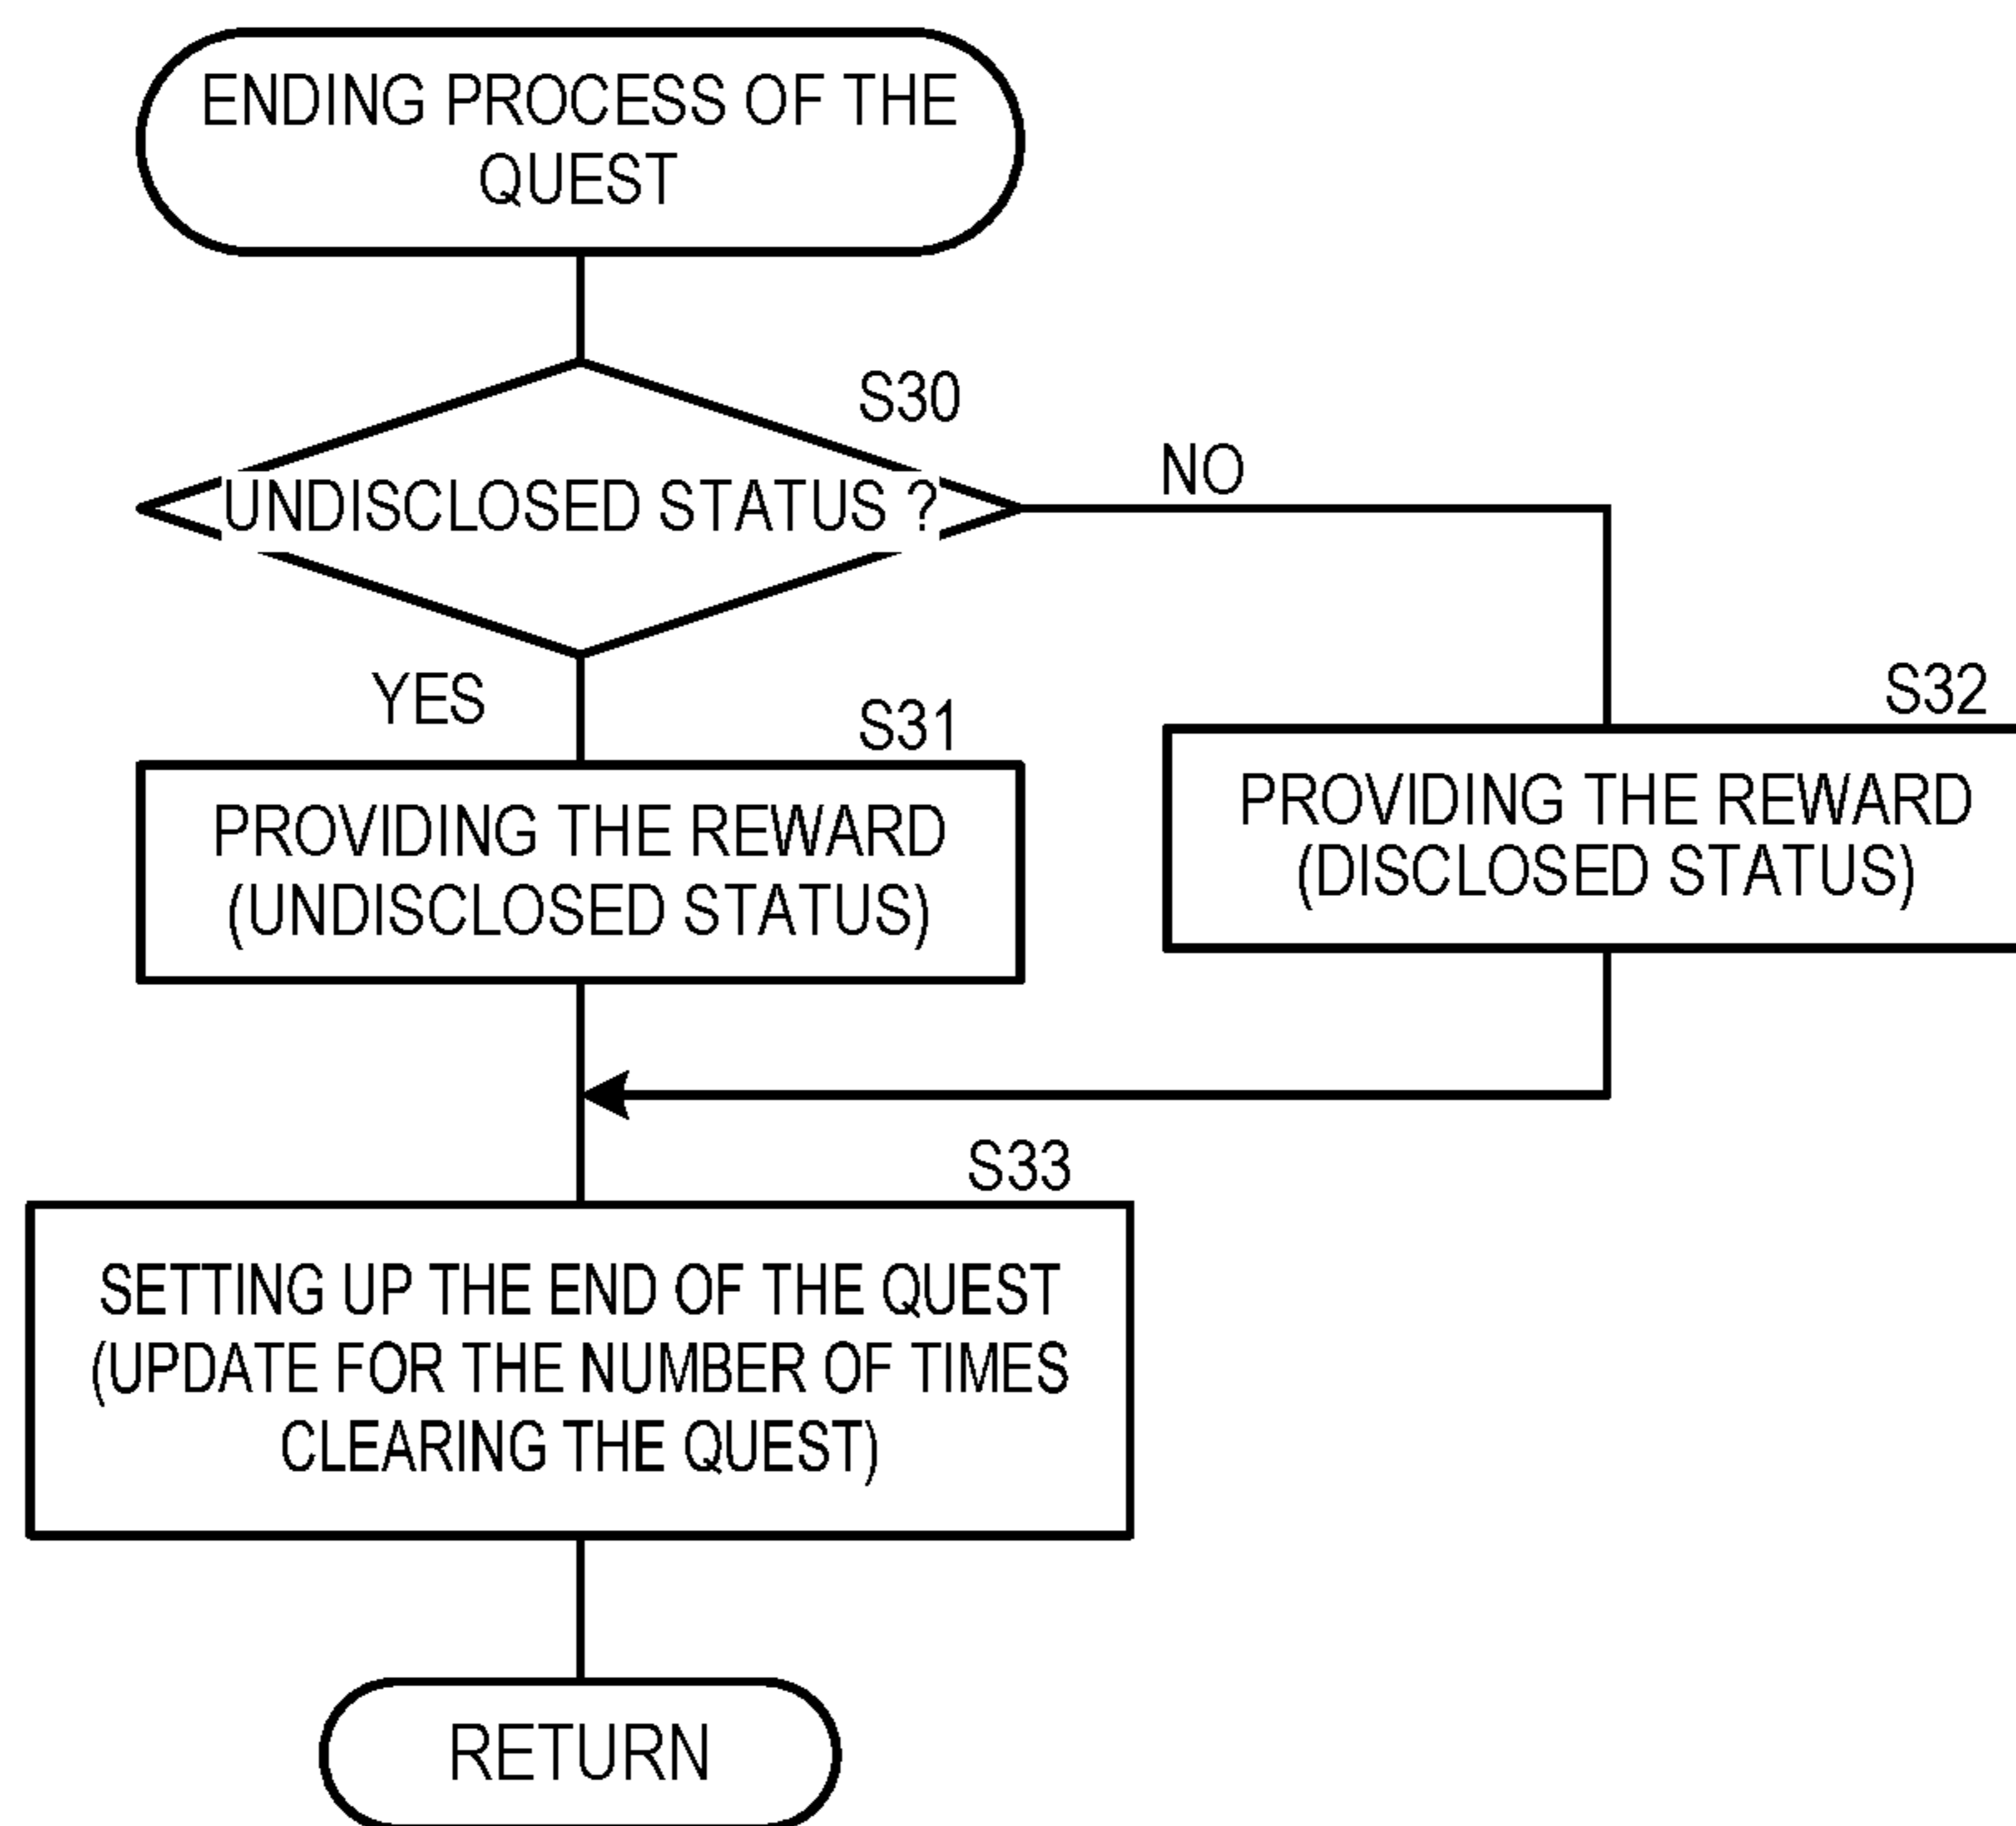 ENDING PROCESS OF THE
QUEST
S30
UNDISCLOSED STATUS ?
NO
YES
S31
PROVIDING THE REWARD
(UNDISCLOSED STATUS)
S32
PROVIDING THE REWARD
(DISCLOSED STATUS)
S33
SETTING UP THE END OF THE QUEST
(UPDATE FOR THE NUMBER OF TIMES
CLEARING THE QUEST)
RETURN